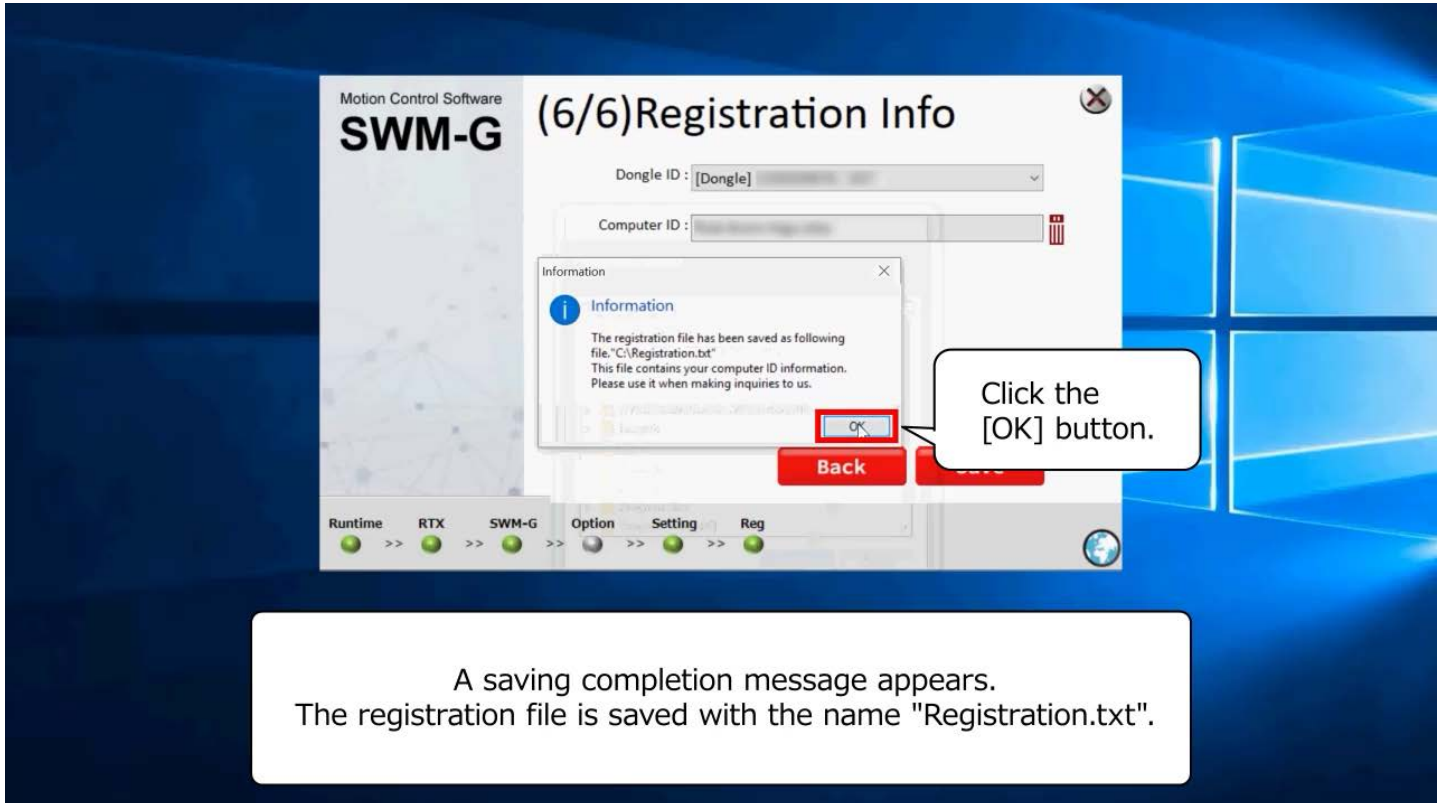 Motion Control Software
SWM-G
(6/6)Registration Info
Dongle ID :
[Dongle]
Computer ID :
Information
Information
The registration file has been saved as following
file."C:\Registration.txt"
This file contains your computer ID information.
Please use it when making inquiries to us.
OK
Click the
[OK] button.
Back
Runtime RTX SWM-G Option Setting Reg
>> >> >> >> >>
A saving completion message appears.
The registration file is saved with the name "Registration.txt".